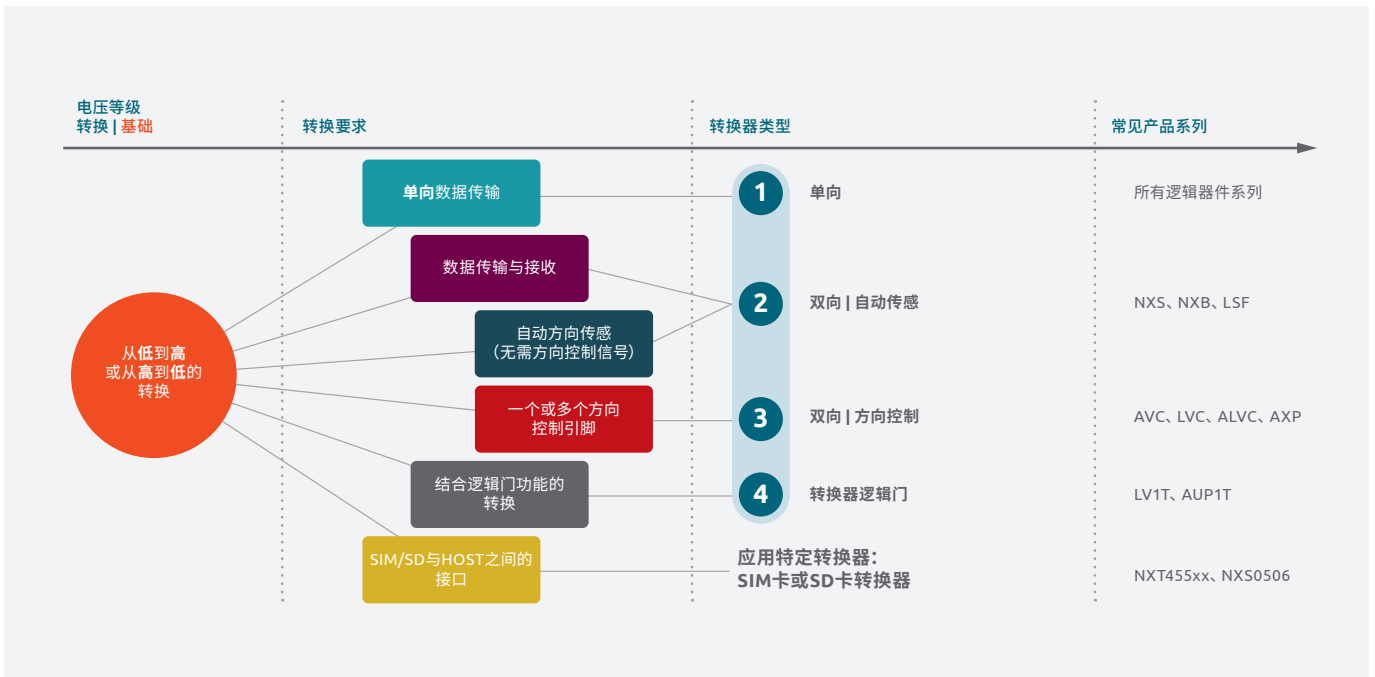 电压等级
转换 | 基础
转换要求
转换器类型
常见产品系列
从低到高
或从高到低的
转换
单向数据传输
数据传输与接收
自动方向传感
（无需方向控制信号）
一个或多个方向
控制引脚
结合逻辑门功能的
转换
SIM/SD与HOST之间的
接口
1
单向
所有逻辑器件系列
2
双向 | 自动传感
NXS、NXB、LSF
3
双向 | 方向控制
AVC、LVC、ALVC、AXP
4
转换器逻辑门
LV1T、AUP1T
应用特定转换器：
SIM卡或SD卡转换器
NXT455xx、NXS0506